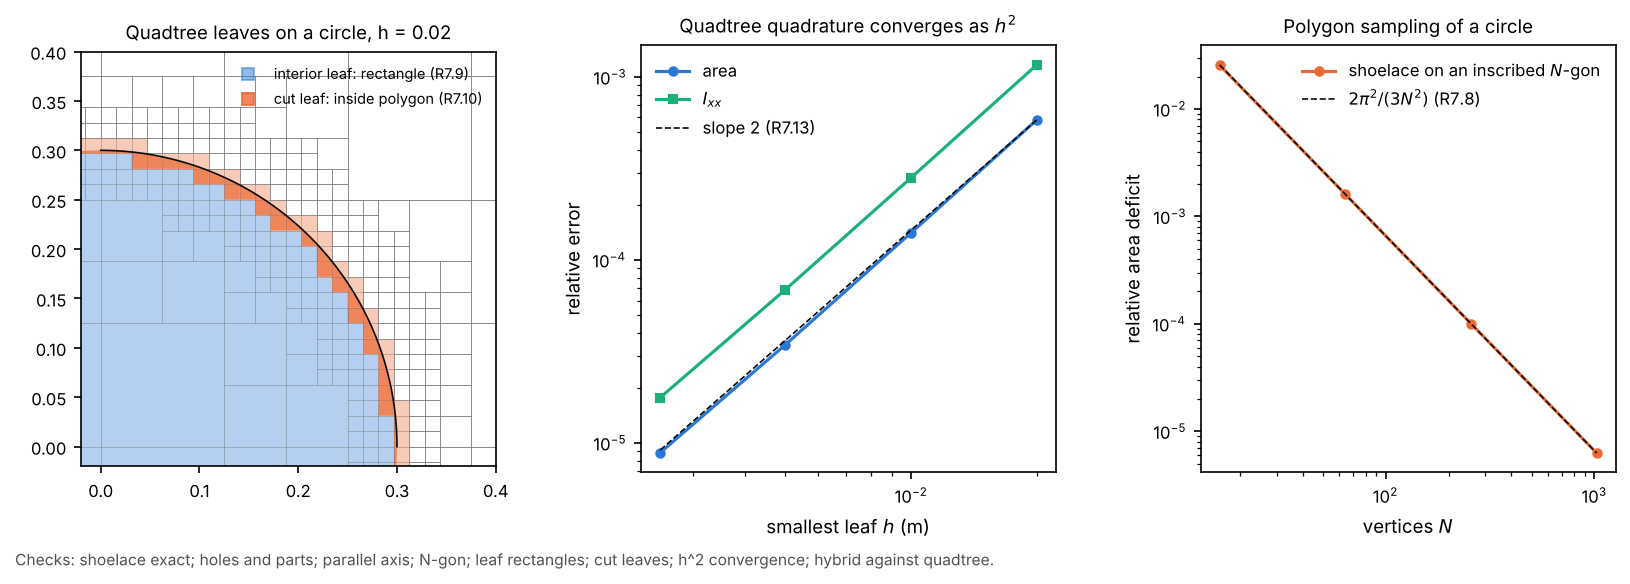 Quadtree leaves on a circle, h = 0.02
interior leaf: rectangle (R7.9)
cut leaf: inside polygon (R7.10)
0.40
0.35
0.30
0.25
0.20
0.15
0.10
0.05
0.00
0.0 0.1 0.2 0.3 0.4
Quadtree quadrature converges as h²
area
Iₓₓ
slope 2 (R7.13)
relative error
10⁻³
10⁻⁴
10⁻⁵
10⁻²
smallest leaf h (m)
Polygon sampling of a circle
shoelace on an inscribed N-gon
2π²/(3N²) (R7.8)
relative area deficit
10⁻²
10⁻³
10⁻⁴
10⁻⁵
10² 10³
vertices N
Checks: shoelace exact; holes and parts; parallel axis; N-gon; leaf rectangles; cut leaves; h^2 convergence; hybrid against quadtree.